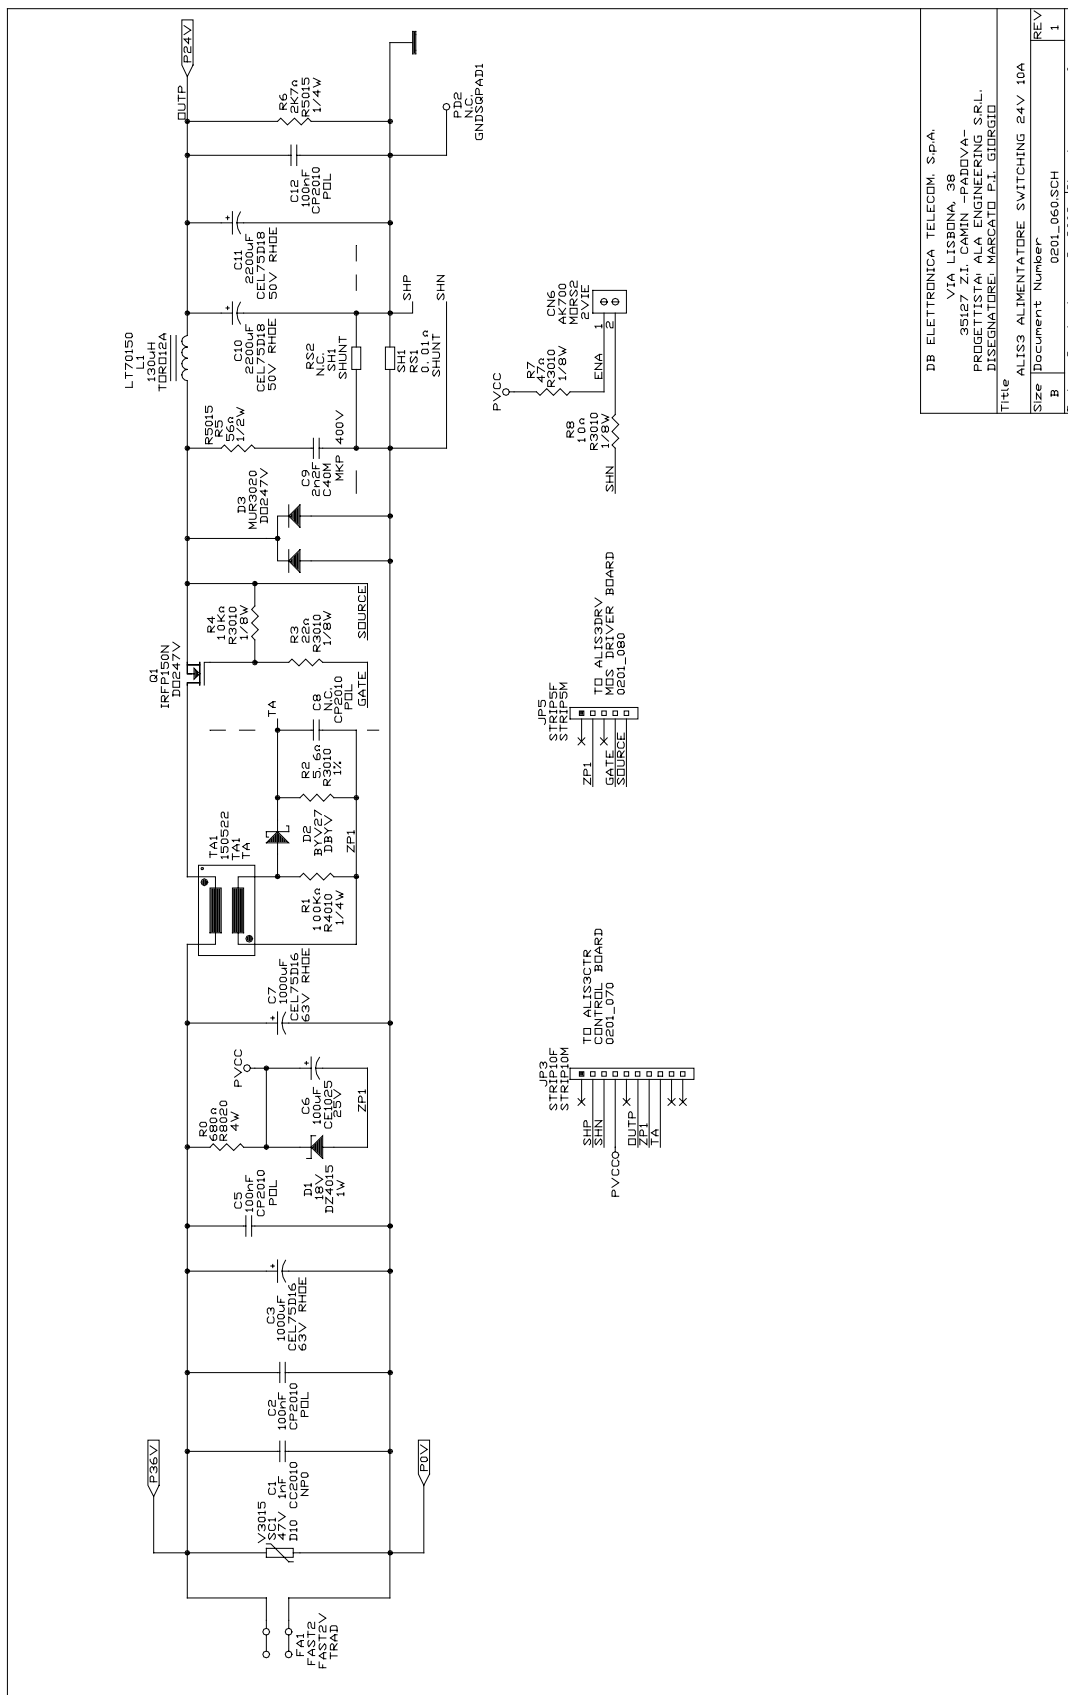 FA1
FAST2
FAST2V
TRAD
P36V
P0V
V3015
SC1
47V
D10
C1
1nF
CC2010
NP0
C2
100nF
CP2010
POL
C3
1000uF
CEL75D16
63V RHOE
C5
100nF
CP2010
POL
R0
680Ω
R8020
4W
PVCC
D1
18V
DZ4015
1W
C6
100uF
CE1025
25V
ZP1
C7
1000uF
CEL75D16
63V RHOE
TA1
150522
TA1
TA
R1
100KΩ
R4010
1/4W
D2
BYV27
DBYV
ZP1
R2
5,6Ω
R3010
1%
TA
C8
N.C.
CP2010
POL
GATE
Q1
IRFP150N
DO247V
R4
10KΩ
R3010
1/8W
R3
22Ω
R3010
1/8W
SOURCE
D3
MUR3020
DO247V
R5015
R5
56Ω
1/2W
C9
2n2F
C40M
MKP 400V
LT70150
L1
130uH
TORO12A
RS2
N.C.
SH1
SHUNT
SH1
RS1
0,01Ω
SHUNT
SHP
SHN
C10
2200uF
CEL75D18
50V RHOE
C11
2200uF
CEL75D18
50V RHOE
C12
100nF
CP2010
POL
R6
2K7Ω
R5015
1/4W
OUTP
P24V
PD2
N.C.
GNDSQPAD1
JP3
STRIP10F
STRIP10M
TO ALIS3CTR
CONTROL BOARD
0201_070
SHP
SHN
PVCC
OUTP
ZP1
TA
JP5
STRIP5F
STRIP5M
TO ALIS3DRV
MOS DRIVER BOARD
0201_080
ZP1
GATE
SOURCE
PVCC
R7
47Ω
R3010
1/8W
ENA
R8
10Ω
R3010
1/8W
SHN
CN6
AK700
MORS2
2VIE
1
2
DB ELETTRONICA TELECOM. S.p.A.
VIA LISBONA, 38
35127 Z.I. CAMIN -PADOVA-
PROGETTISTA: ALA ENGINEERING S.R.L.
DISEGNATORE: MARCATO P.I. GIORGIO
Title
ALIS3 ALIMENTATORE SWITCHING 24V 10A
Size Document Number REV
B 0201_060.SCH 1